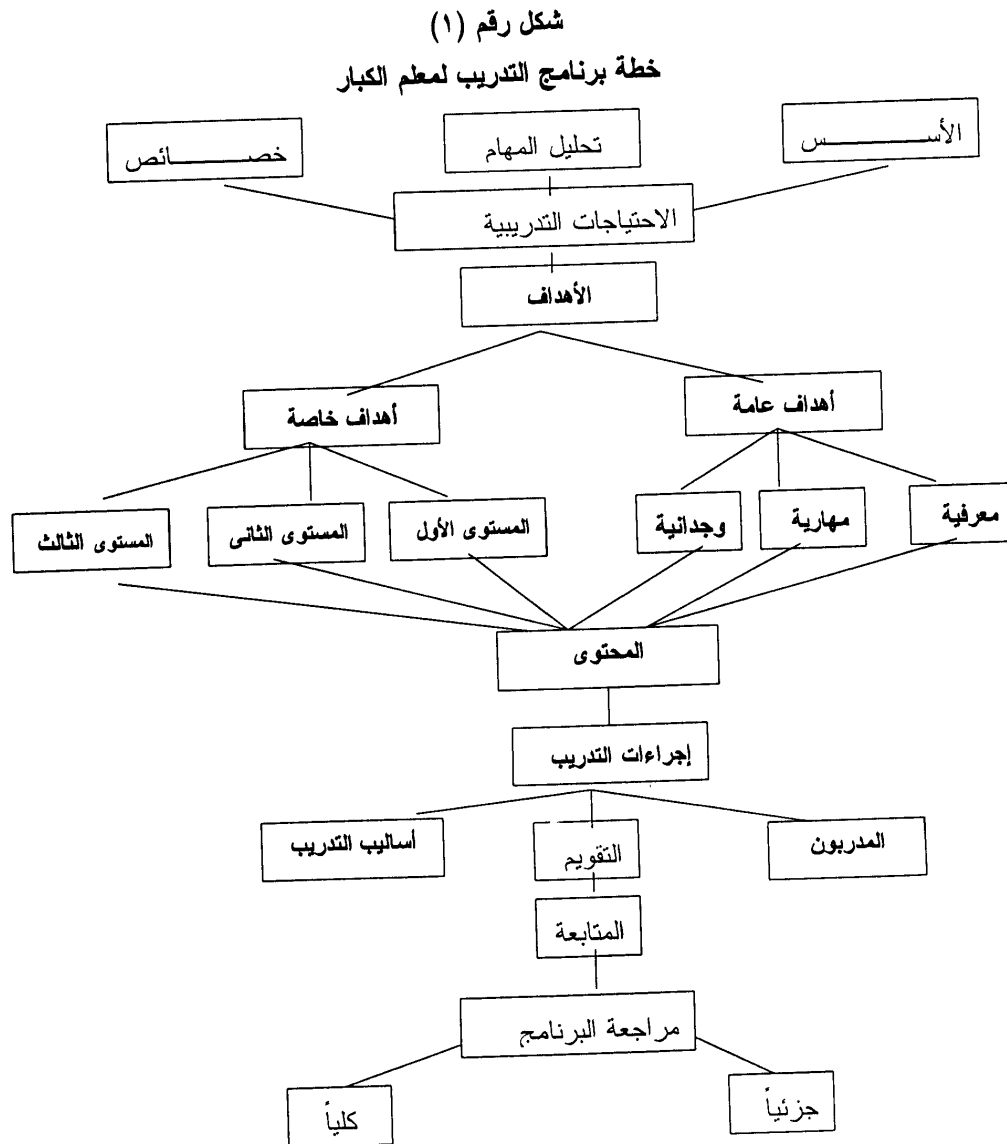 شكل رقم (١)
خطة برنامج التدريب لمعلم الكبار
الأســــس
تحليل المهام
خصــــائص
الاحتياجات التدريبية
الأهداف
أهداف عامة
أهداف خاصة
معرفية
مهارية
وجدانية
المستوى الأول
المستوى الثانى
المستوى الثالث
المحتوى
إجراءات التدريب
المدربون
التقويم
أساليب التدريب
المتابعة
مراجعة البرنامج
جزئياً
كلياً